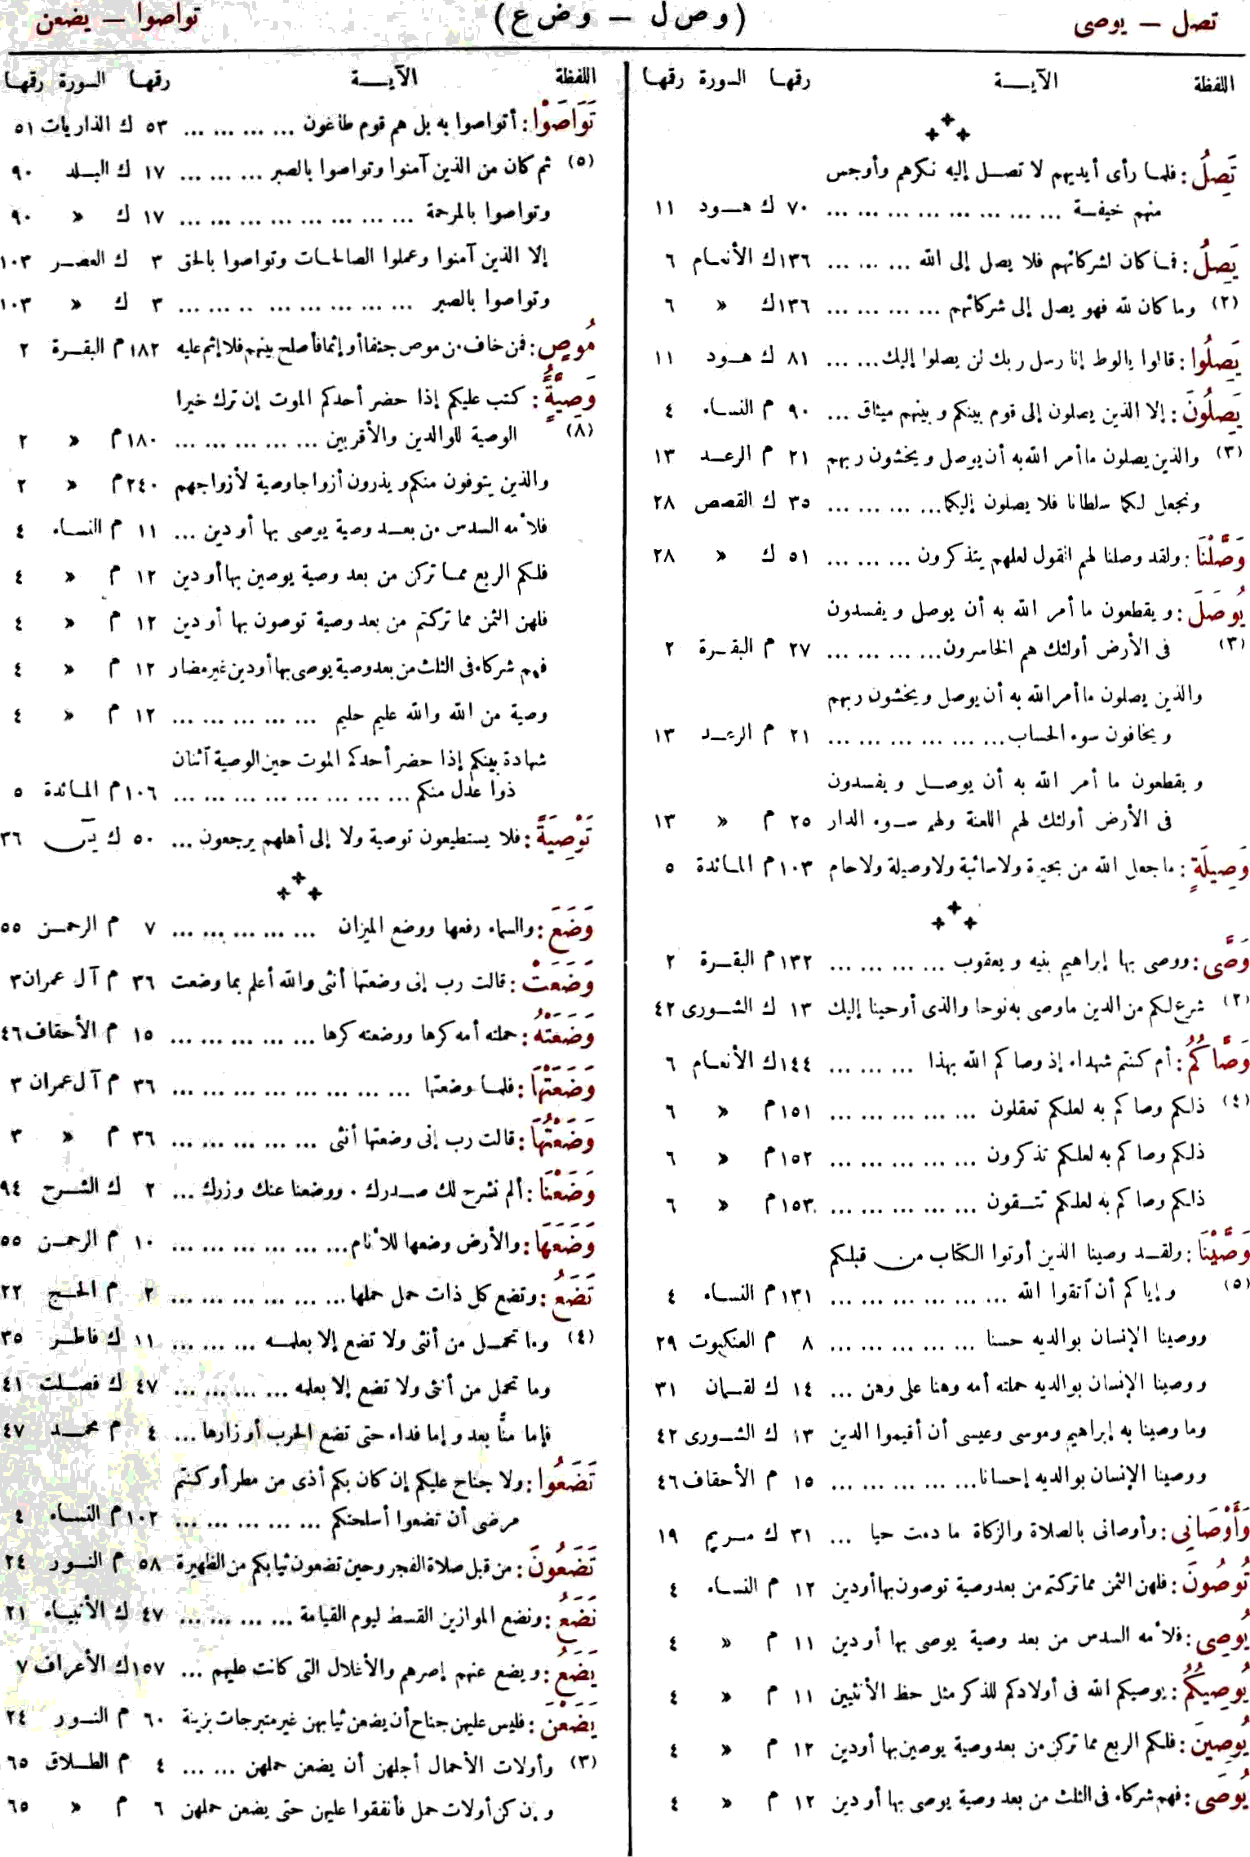 تصل — يوصى
(وصل — وضع)
تواصوا — يضعن
اللفظة الآيــة رقها السورة رقها
تَصِلُ: فلما رأى أيديهم لا تصل إليه نكرهم وأوجس
منهم خيفة ... ... ... ... ... ... ... ٧٠ ك هود ١١
يَصِلُ: فما كان لشركائهم فلا يصل إلى الله ... ... ... ١٣٦ ك الأنعام ٦
(٢) وما كان لله فهو يصل إلى شركائهم ... ... ... ... ١٣٦ ك » ٦
يَصِلُوا: قالوا يالوط إنا رسل ربك لن يصلوا إليك... ... ٨١ ك هود ١١
يَصِلُونَ: إلا الذين يصلون إلى قوم بينكم وبينهم ميثاق ... ٩٠ م النساء ٤
(٣) والذين يصلون ما أمر الله به أن يوصل ويخشون ربهم ٢١ م الرعد ١٣
ونجعل لكما سلطانا فلا يصلون إليكما... ... ... ... ٣٥ ك القصص ٢٨
وَصَّلْنَا: ولقد وصلنا لهم القول لعلهم يتذكرون ... ... ... ٥١ ك » ٢٨
يُوصَلَ: ويقطعون ما أمر الله به أن يوصل ويفسدون
(٣) فى الأرض أولئك هم الخاسرون... ... ... ... ٢٧ م البقرة ٢
والذين يصلون ما أمر الله به أن يوصل ويخشون ربهم
ويخافون سوء الحساب... ... ... ... ... ... ٢١ م الرعد ١٣
ويقطعون ما أمر الله به أن يوصل ويفسدون
فى الأرض أولئك لهم اللعنة ولهم سوء الدار ٢٥ م » ١٣
وَصِيلَةٍ: ما جعل الله من بحيرة ولا سائبة ولا وصيلة ولا حام ١٠٣ م المائدة ٥
وَصَّى: ووصى بها إبراهيم بنيه ويعقوب ... ... ... ... ١٣٢ م البقرة ٢
(٢) شرع لكم من الدين ما وصى به نوحا والذى أوحينا إليك ١٣ ك الشورى ٤٢
وَصَّاكُمُ: أم كنتم شهداء إذ وصاكم الله بهذا ... ... ... ١٤٤ ك الأنعام ٦
(٤) ذلكم وصاكم به لعلكم تعقلون ... ... ... ... ... ١٥١ م » ٦
ذلكم وصاكم به لعلكم تذكرون ... ... ... ... ... ١٥٢ م » ٦
ذلكم وصاكم به لعلكم تتقون ... ... ... ... ... ١٥٣ م » ٦
وَصَّيْنَا: ولقد وصينا الذين أوتوا الكتاب من قبلكم
(٥) وإياكم أن آتقوا الله ... ... ... ... ... ... ١٣١ م النساء ٤
ووصينا الإنسان بوالديه حسنا ... ... ... ... ... ٨ م العنكبوت ٢٩
ووصينا الإنسان بوالديه حملته أمه وهنا على وهن ... ١٤ ك لقمان ٣١
وما وصينا به إبراهيم وموسى وعيسى أن أقيموا الدين ١٣ ك الشورى ٤٢
ووصينا الإنسان بوالديه إحسانا... ... ... ... ... ١٥ م الأحقاف ٤٦
وَأَوْصَانِي: وأوصانى بالصلاة والزكاة ما دمت حيا ... ٣١ ك مريم ١٩
تُوصُونَ: فلهن الثمن مما تركتم من بعد وصية توصون بها أو دين ١٢ م النساء ٤
يُوصِى: فلأمه السدس من بعد وصية يوصى بها أو دين ١١ م » ٤
يُوصِيكُمُ: يوصيكم الله فى أولادكم للذكر مثل حظ الأنثيين ١١ م » ٤
يُوصِينَ: فلكم الربع مما تركن من بعد وصية يوصين بها أو دين ١٢ م » ٤
يُوصَى: فهم شركاء فى الثلث من بعد وصية يوصى بها أو دين ١٢ م » ٤
اللفظة الآيــة رقها السورة رقها
تَوَاصَوْا: أتواصوا به بل هم قوم طاغون ... ... ... ... ٥٣ ك الذاريات ٥١
(٥) ثم كان من الذين آمنوا وتواصوا بالصبر ... ... ... ١٧ ك البلد ٩٠
وتواصوا بالمرحمة ... ... ... ... ... ... ... ١٧ ك » ٩٠
إلا الذين آمنوا وعملوا الصالحات وتواصوا بالحق ٣ ك العصر ١٠٣
وتواصوا بالصبر ... ... ... ... ... ... ... ٣ ك » ١٠٣
مُوصٍ: فمن خاف من موص جنفا أو إثما فأصلح بينهم فلا إثم عليه ١٨٢ م البقرة ٢
وَصِيَّةً: كتب عليكم إذا حضر أحدكم الموت إن ترك خيرا
(٨) الوصية للوالدين والأقربين ... ... ... ... ... ١٨٠ م » ٢
والذين يتوفون منكم ويذرون أزواجا وصية لأزواجهم ٢٤٠ م » ٢
فلأمه السدس من بعد وصية يوصى بها أو دين ... ١١ م النساء ٤
فلكم الربع مما تركن من بعد وصية يوصين بها أو دين ١٢ م » ٤
فلهن الثمن مما تركتم من بعد وصية توصون بها أو دين ١٢ م » ٤
فهم شركاء فى الثلث من بعد وصية يوصى بها أو دين غير مضار ١٢ م » ٤
وصية من الله والله عليم حليم ... ... ... ... ... ١٢ م » ٤
شهادة بينكم إذا حضر أحدكم الموت حين الوصية آثنان
ذوا عدل منكم ... ... ... ... ... ... ... ... ١٠٦ م المائدة ٥
تَوْصِيَةً: فلا يستطيعون توصية ولا إلى أهلهم يرجعون ... ٥٠ ك يٓس ٣٦
وَضَعَ: والسماء رفعها ووضع الميزان ... ... ... ... ... ٧ م الرحمن ٥٥
وَضَعَتْ: قالت رب إنى وضعتها أنثى والله أعلم بما وضعت ٣٦ م آل عمران ٣
وَضَعَتْهُ: حملته أمه كرها ووضعته كرها ... ... ... ... ... ١٥ م الأحقاف ٤٦
وَضَعَتْهَا: فلما وضعتها ... ... ... ... ... ... ... ... ٣٦ م آل عمران ٣
وَضَعْتُهَا: قالت رب إنى وضعتها أنثى ... ... ... ... ... ٣٦ م » ٣
وَضَعْنَا: ألم نشرح لك صدرك . ووضعنا عنك وزرك ... ٢ ك الشرح ٩٤
وَضَعَهَا: والأرض وضعها للأنام... ... ... ... ... ... ١٠ م الرحمن ٥٥
تَضَعُ: وتضع كل ذات حمل حملها... ... ... ... ... ... ٢ م الحج ٢٢
(٤) وما تحمل من أنثى ولا تضع إلا بعلمه ... ... ... ١١ ك فاطر ٣٥
وما تحمل من أنثى ولا تضع إلا بعلمه ... ... ... ... ٤٧ ك فصلت ٤١
فإما منًّا بعد وإما فداء حتى تضع الحرب أوزارها ... ٤ م محمد ٤٧
تَضَعُوا: ولا جناح عليكم إن كان بكم أذى من مطر أو كنتم
مرضى أن تضعوا أسلحتكم ... ... ... ... ... ١٠٢ م النساء ٤
تَضَعُونَ: من قبل صلاة الفجر وحين تضعون ثيابكم من الظهيرة ٥٨ م النور ٢٤
نَضَعُ: ونضع الموازين القسط ليوم القيامة ... ... ... ... ٤٧ ك الأنبياء ٢١
يَضَعُ: ويضع عنهم إصرهم والأغلال التى كانت عليهم ... ١٥٧ ك الأعراف ٧
يَضَعْنَ: فليس عليهن جناح أن يضعن ثيابهن غير متبرجات بزينة ٦٠ م النور ٢٤
(٣) وأولات الأحمال أجلهن أن يضعن حملهن ... ... ٤ م الطلاق ٦٥
وإن كن أولات حمل فأنفقوا عليهن حتى يضعن حملهن ٦ م » ٦٥